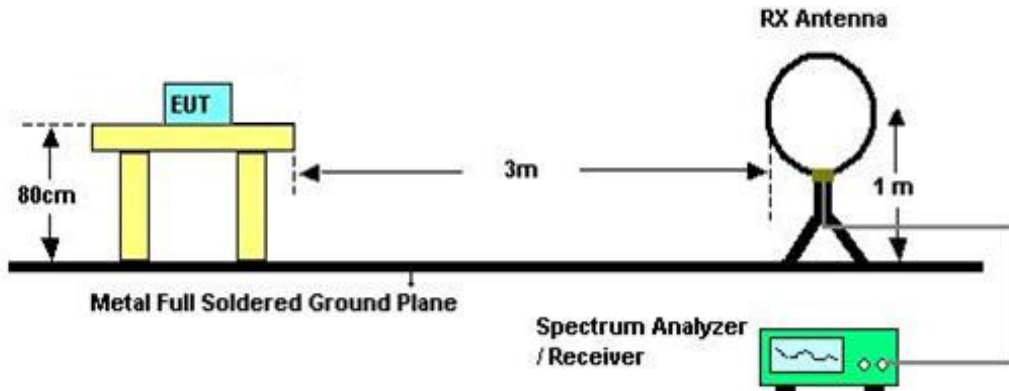 RX Antenna
EUT
80cm
3m
1 m
Metal Full Soldered Ground Plane
Spectrum Analyzer
/ Receiver